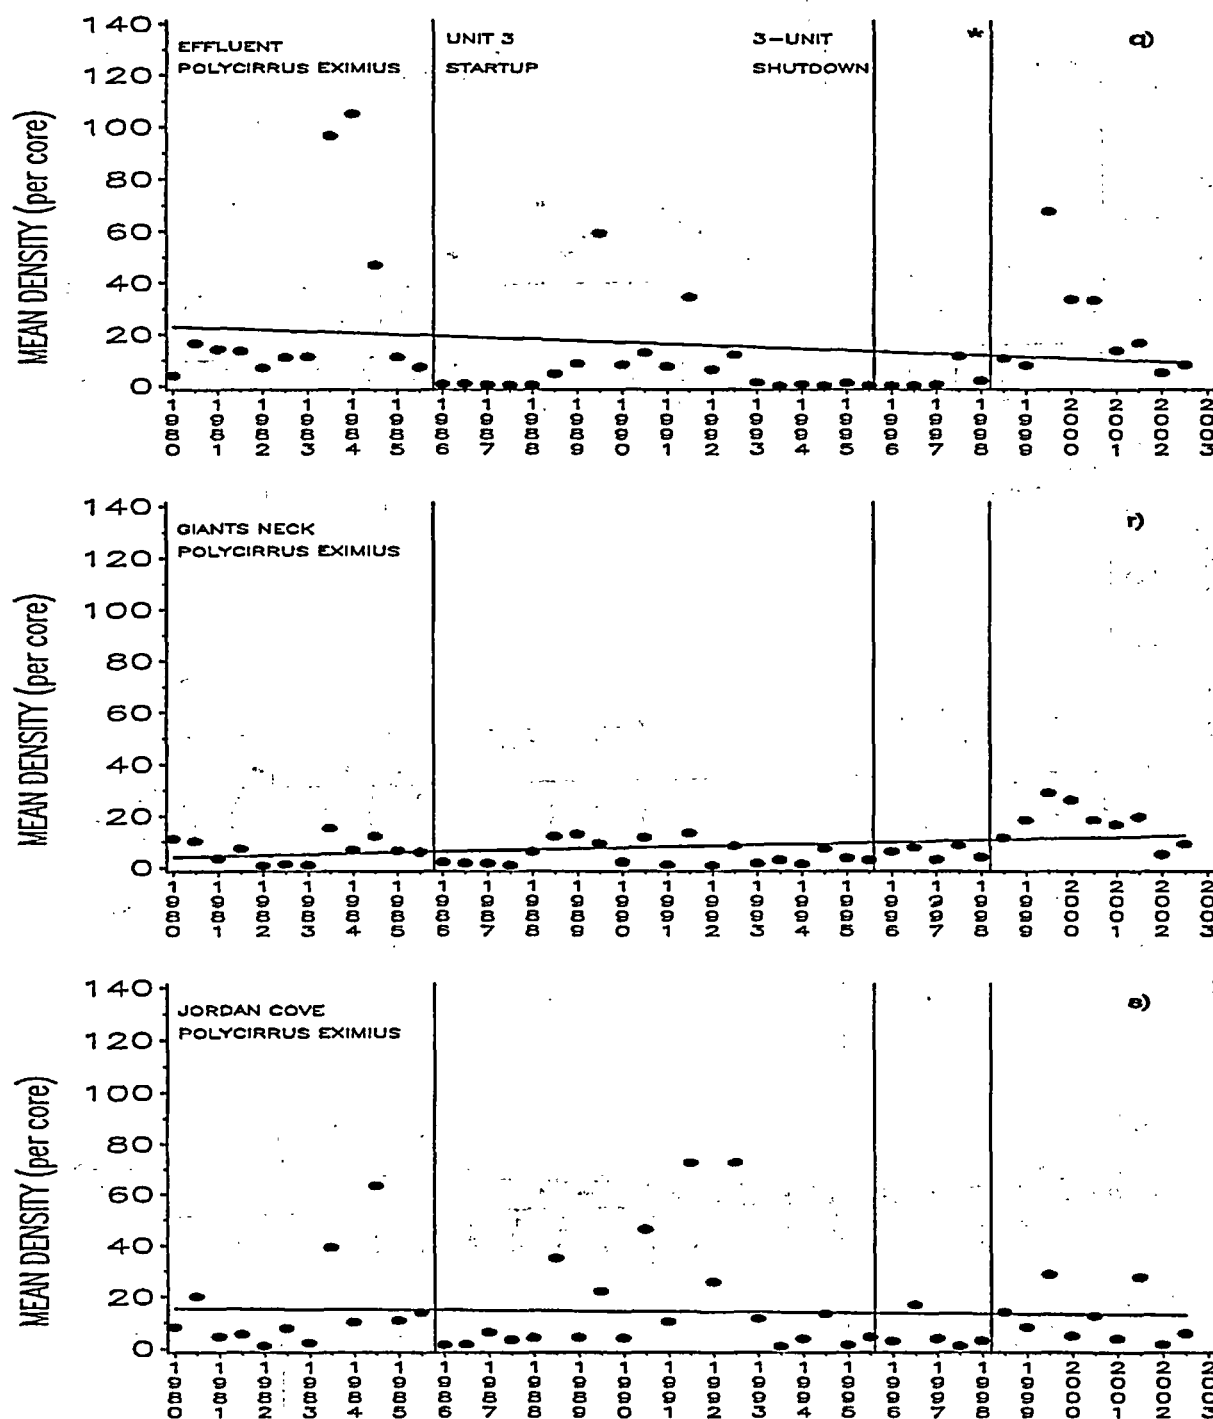 MEAN DENSITY (per core)
140
120
100
80
60
40
20
0
EFFLUENT
POLYCIRRUS EXIMIUS
UNIT 3
STARTUP
3-UNIT
SHUTDOWN
*
q)
1980 1981 1982 1983 1984 1985 1986 1987 1988 1989 1990 1991 1992 1993 1994 1995 1996 1997 1998 1999 2000 2001 2002 2003
MEAN DENSITY (per core)
140
120
100
80
60
40
20
0
GIANTS NECK
POLYCIRRUS EXIMIUS
r)
1980 1981 1982 1983 1984 1985 1986 1987 1988 1989 1990 1991 1992 1993 1994 1995 1996 1997 1998 1999 2000 2001 2002 2003
MEAN DENSITY (per core)
140
120
100
80
60
40
20
0
JORDAN COVE
POLYCIRRUS EXIMIUS
s)
1980 1981 1982 1983 1984 1985 1986 1987 1988 1989 1990 1991 1992 1993 1994 1995 1996 1997 1998 1999 2000 2001 2002 2003